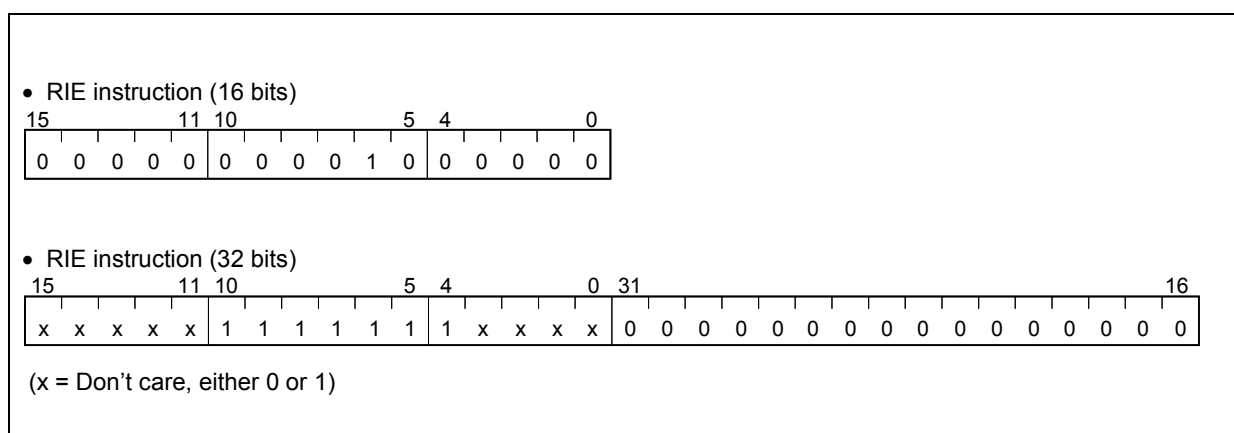 • RIE instruction (16 bits)
15 11 10 5 4 0
0 0 0 0 0 0 0 0 0 1 0 0 0 0 0 0
• RIE instruction (32 bits)
15 11 10 5 4 0 31 16
x x x x x 1 1 1 1 1 1 1 x x x x 0 0 0 0 0 0 0 0 0 0 0 0 0 0 0 0
(x = Don't care, either 0 or 1)